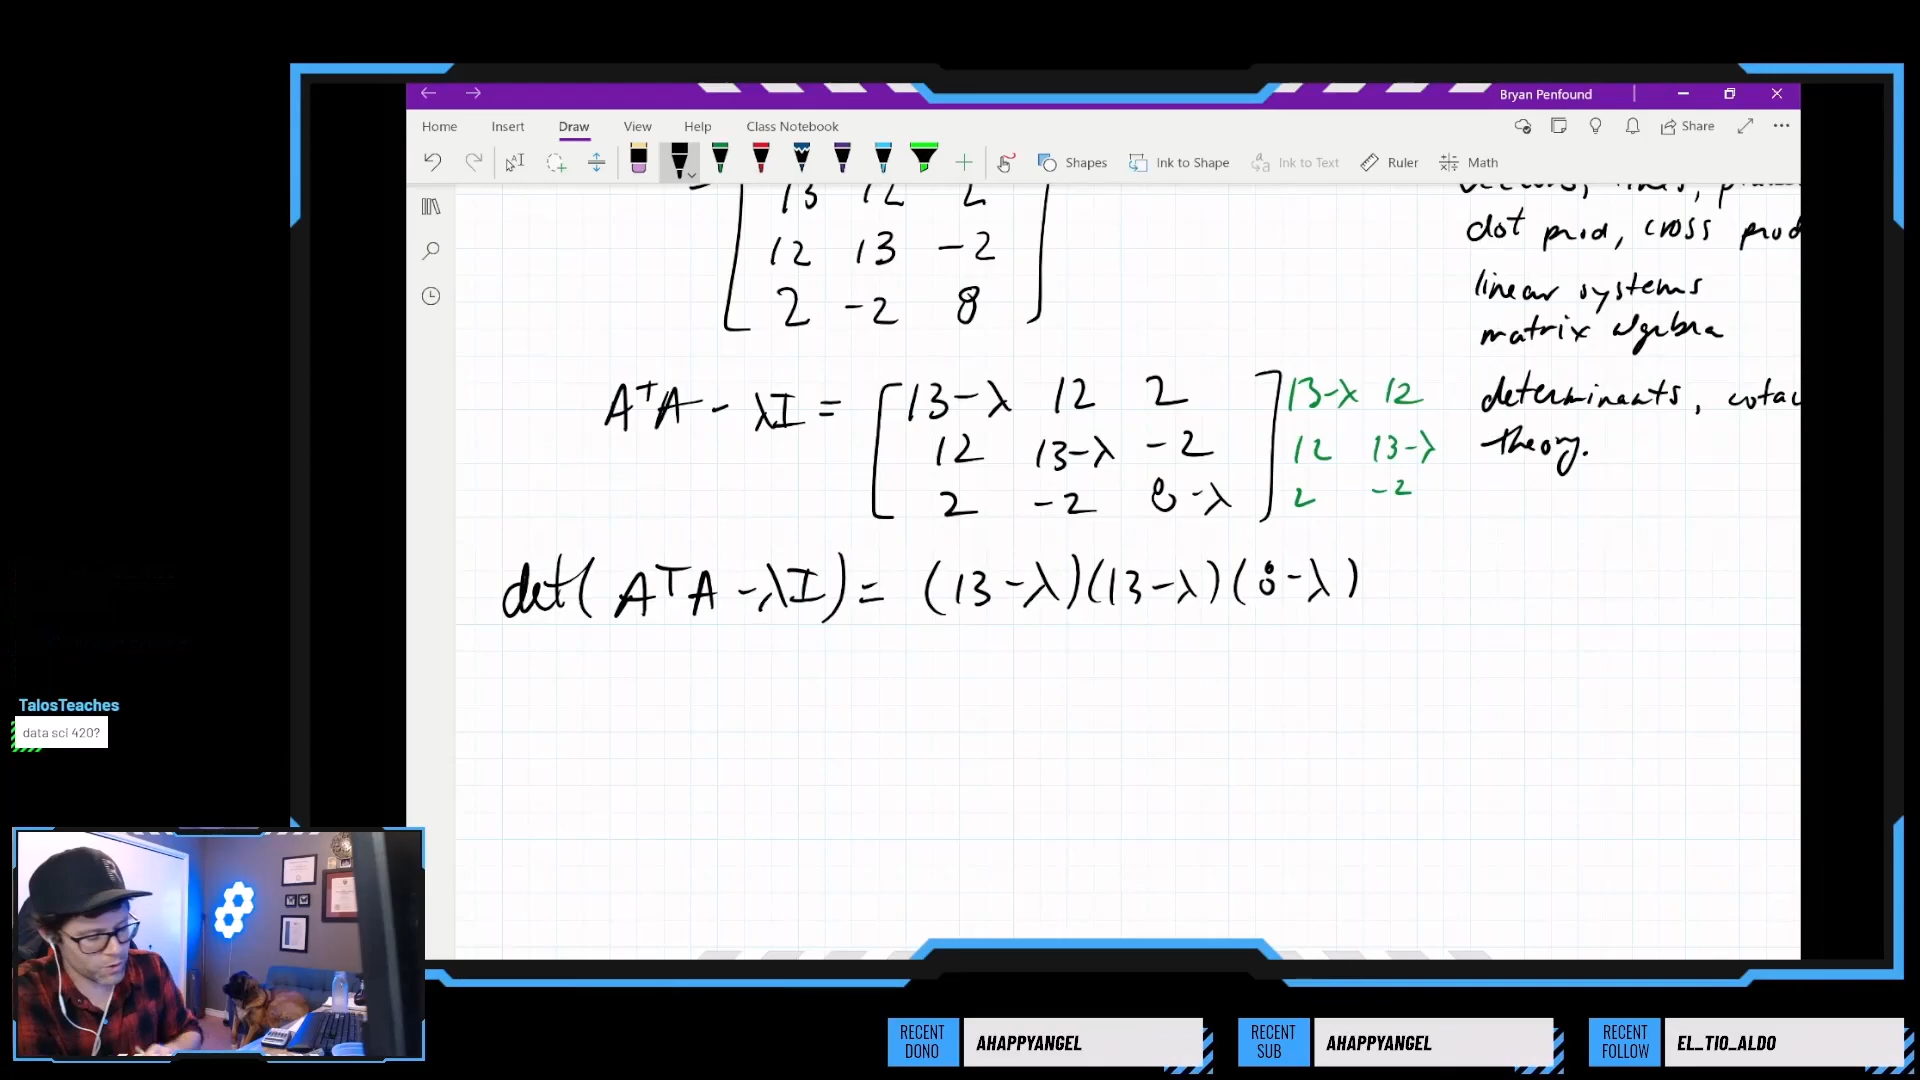 Bryan Penfound
Home Insert Draw View Help Class Notebook Share
Shapes Ink to Shape Ink to Text Ruler Math
= [ 13 12 2
12 13 -2
2 -2 8 ]
dot prod, cross prod
linear systems
matrix algebra
determinants,
theory.
AᵀA - λI = [ 13-λ 12 2 ] 13-λ 12
12 13-λ -2 12 13-λ
2 -2 8-λ 2 -2
det(AᵀA - λI) = (13-λ)(13-λ)(8-λ)
TalosTeaches
data sci 420?
RECENT DONO AHAPPYANGEL
RECENT SUB AHAPPYANGEL
RECENT FOLLOW EL_TIO_ALDO